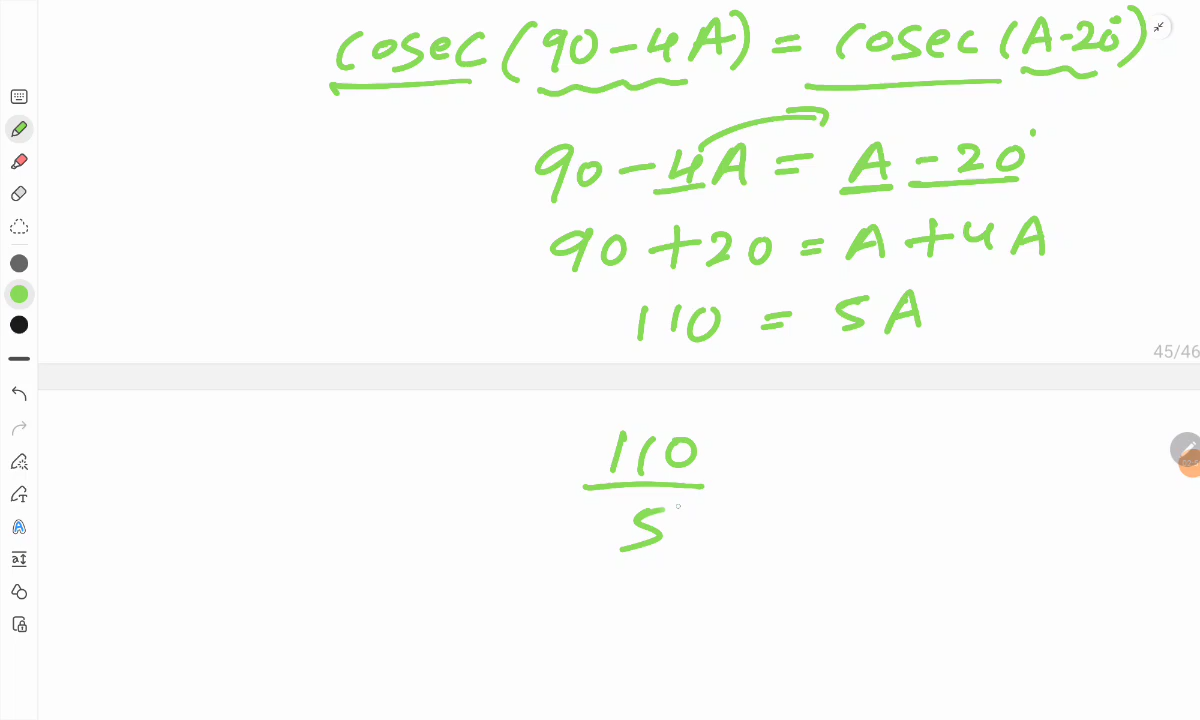 cosec (90 - 4A) = cosec (A - 20°)
90 - 4A = A - 20°
90 + 20 = A + 4A
110 = 5A
45/46
110
5